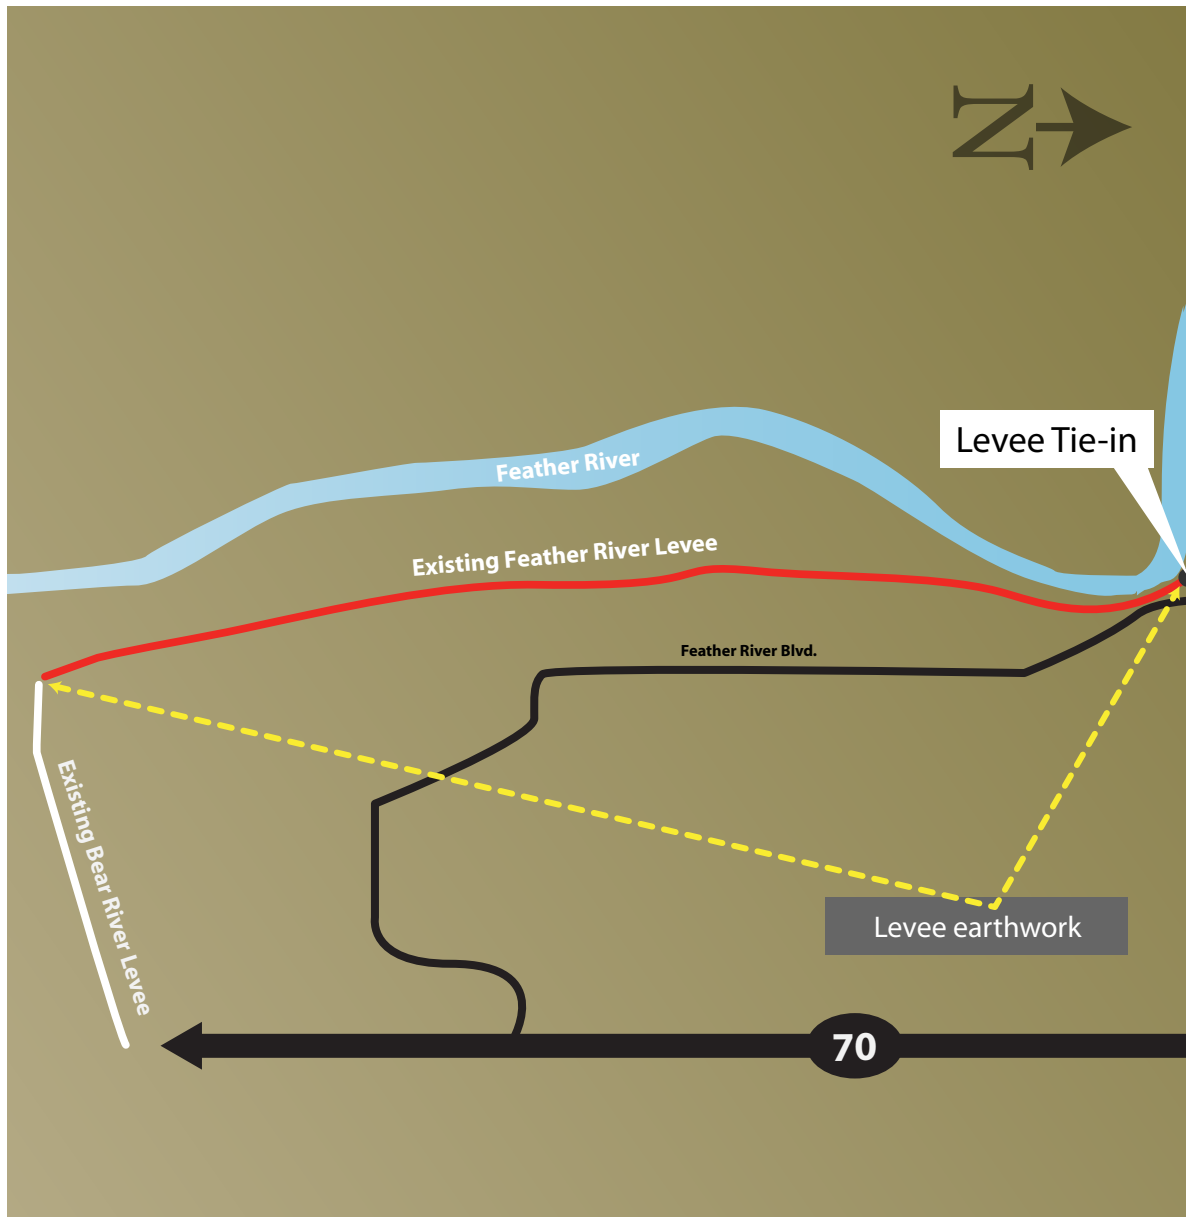 N
Levee Tie-in
Feather River
Existing Feather River Levee
Feather River Blvd.
Existing Bear River Levee
Levee earthwork
70